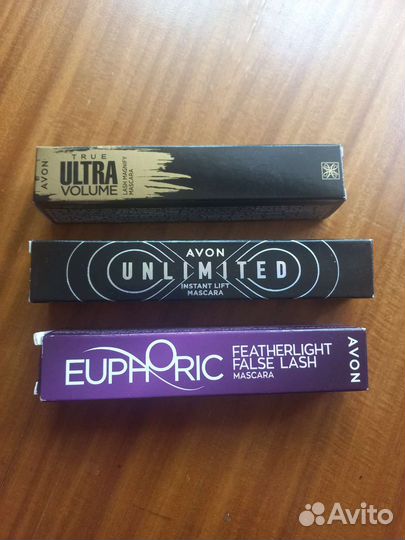 AVON
TRUE
ULTRA
VOLUME
LASH MAGNIFY
MASCARA
AVON
UNLIMITED
INSTANT LIFT
MASCARA
EUPHORIC
FEATHERLIGHT
FALSE LASH
MASCARA
AVON
Avito